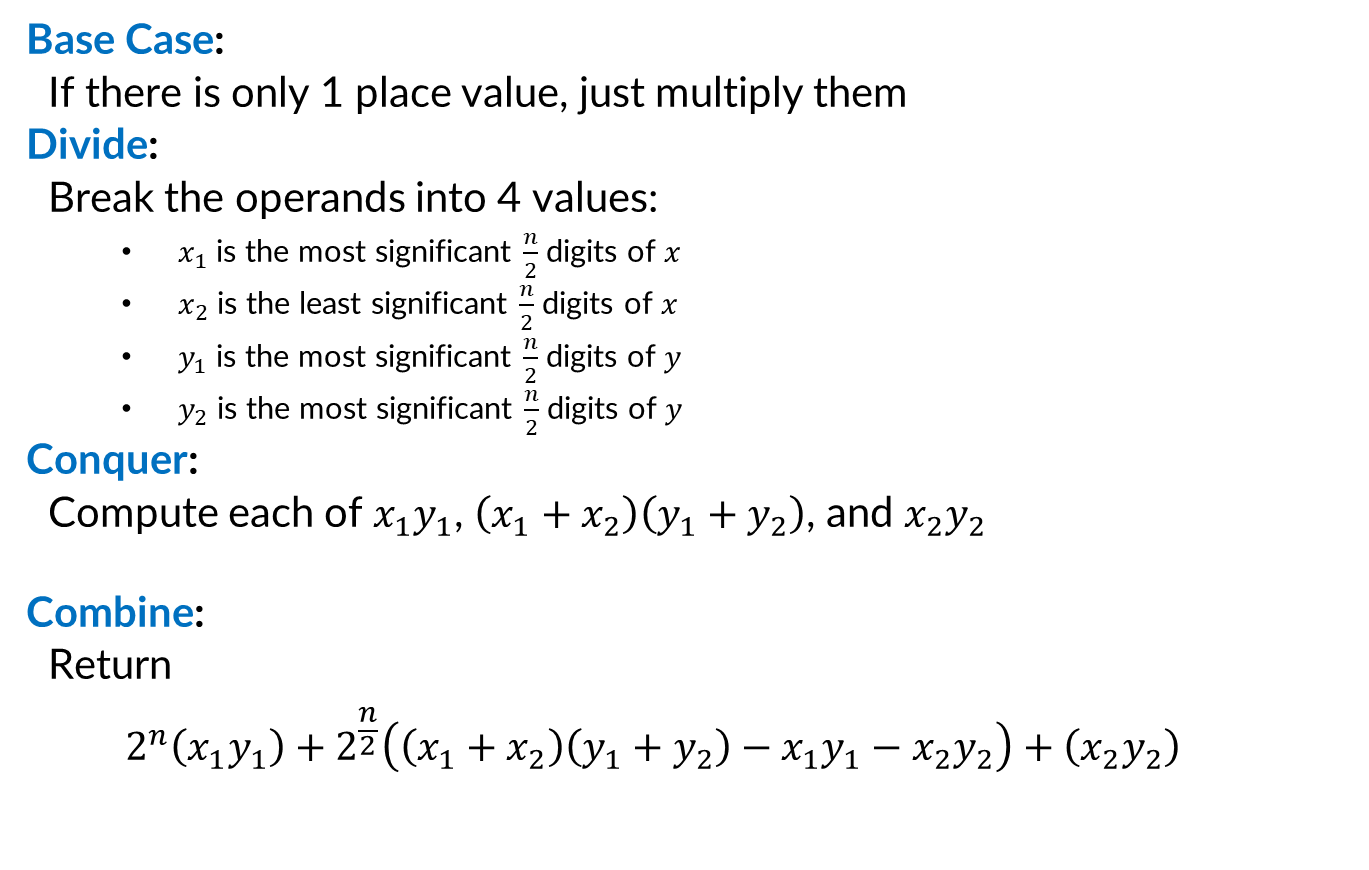 Base Case:
If there is only 1 place value, just multiply them
Divide:
Break the operands into 4 values:
• x₁ is the most significant n/2 digits of x
• x₂ is the least significant n/2 digits of x
• y₁ is the most significant n/2 digits of y
• y₂ is the most significant n/2 digits of y
Conquer:
Compute each of x₁y₁, (x₁ + x₂)(y₁ + y₂), and x₂y₂
Combine:
Return
2ⁿ(x₁y₁) + 2^(n/2)((x₁ + x₂)(y₁ + y₂) − x₁y₁ − x₂y₂) + (x₂y₂)